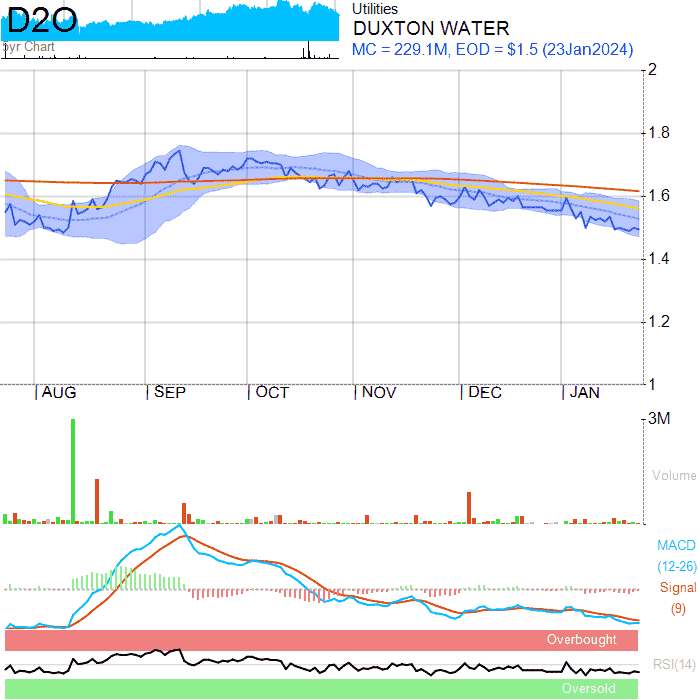 D2O
5yr Chart
Utilities
DUXTON WATER
MC = 229.1M, EOD = $1.5 (23Jan2024)
2
1.8
1.6
1.4
1.2
1
AUG SEP OCT NOV DEC JAN
3M
Volume
MACD
(12-26)
Signal
(9)
Overbought
RSI(14)
Oversold